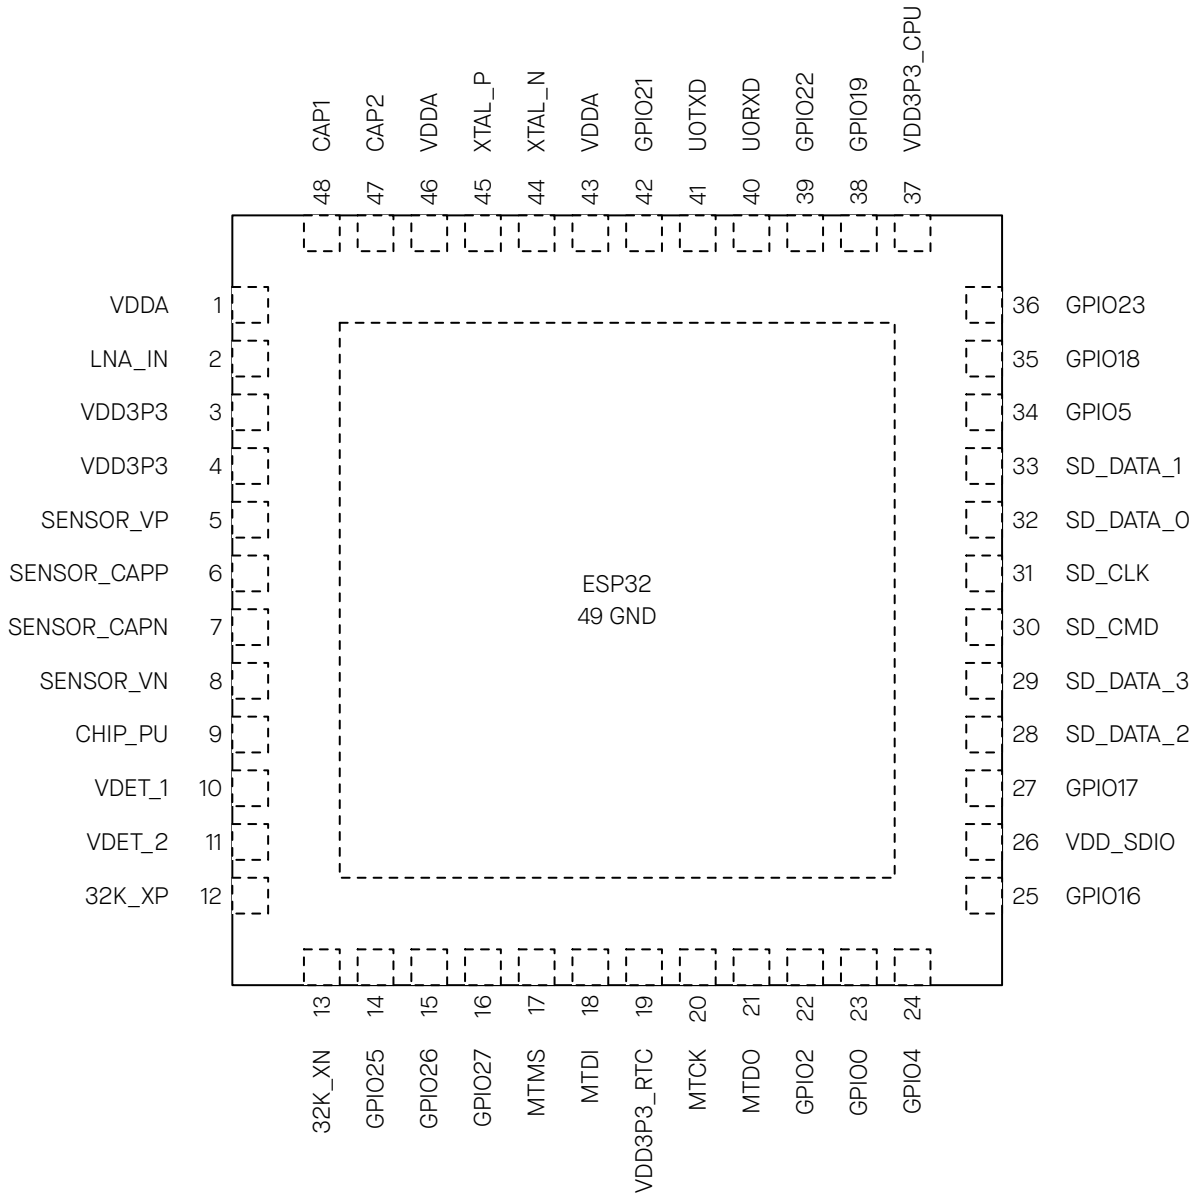 CAP1
CAP2
VDDA
XTAL_P
XTAL_N
VDDA
GPIO21
U0TXD
U0RXD
GPIO22
GPIO19
VDD3P3_CPU
48
47
46
45
44
43
42
41
40
39
38
37
VDDA 1
LNA_IN 2
VDD3P3 3
VDD3P3 4
SENSOR_VP 5
SENSOR_CAPP 6
SENSOR_CAPN 7
SENSOR_VN 8
CHIP_PU 9
VDET_1 10
VDET_2 11
32K_XP 12
ESP32
49 GND
36 GPIO23
35 GPIO18
34 GPIO5
33 SD_DATA_1
32 SD_DATA_0
31 SD_CLK
30 SD_CMD
29 SD_DATA_3
28 SD_DATA_2
27 GPIO17
26 VDD_SDIO
25 GPIO16
13
14
15
16
17
18
19
20
21
22
23
24
32K_XN
GPIO25
GPIO26
GPIO27
MTMS
MTDI
VDD3P3_RTC
MTCK
MTDO
GPIO2
GPIO0
GPIO4